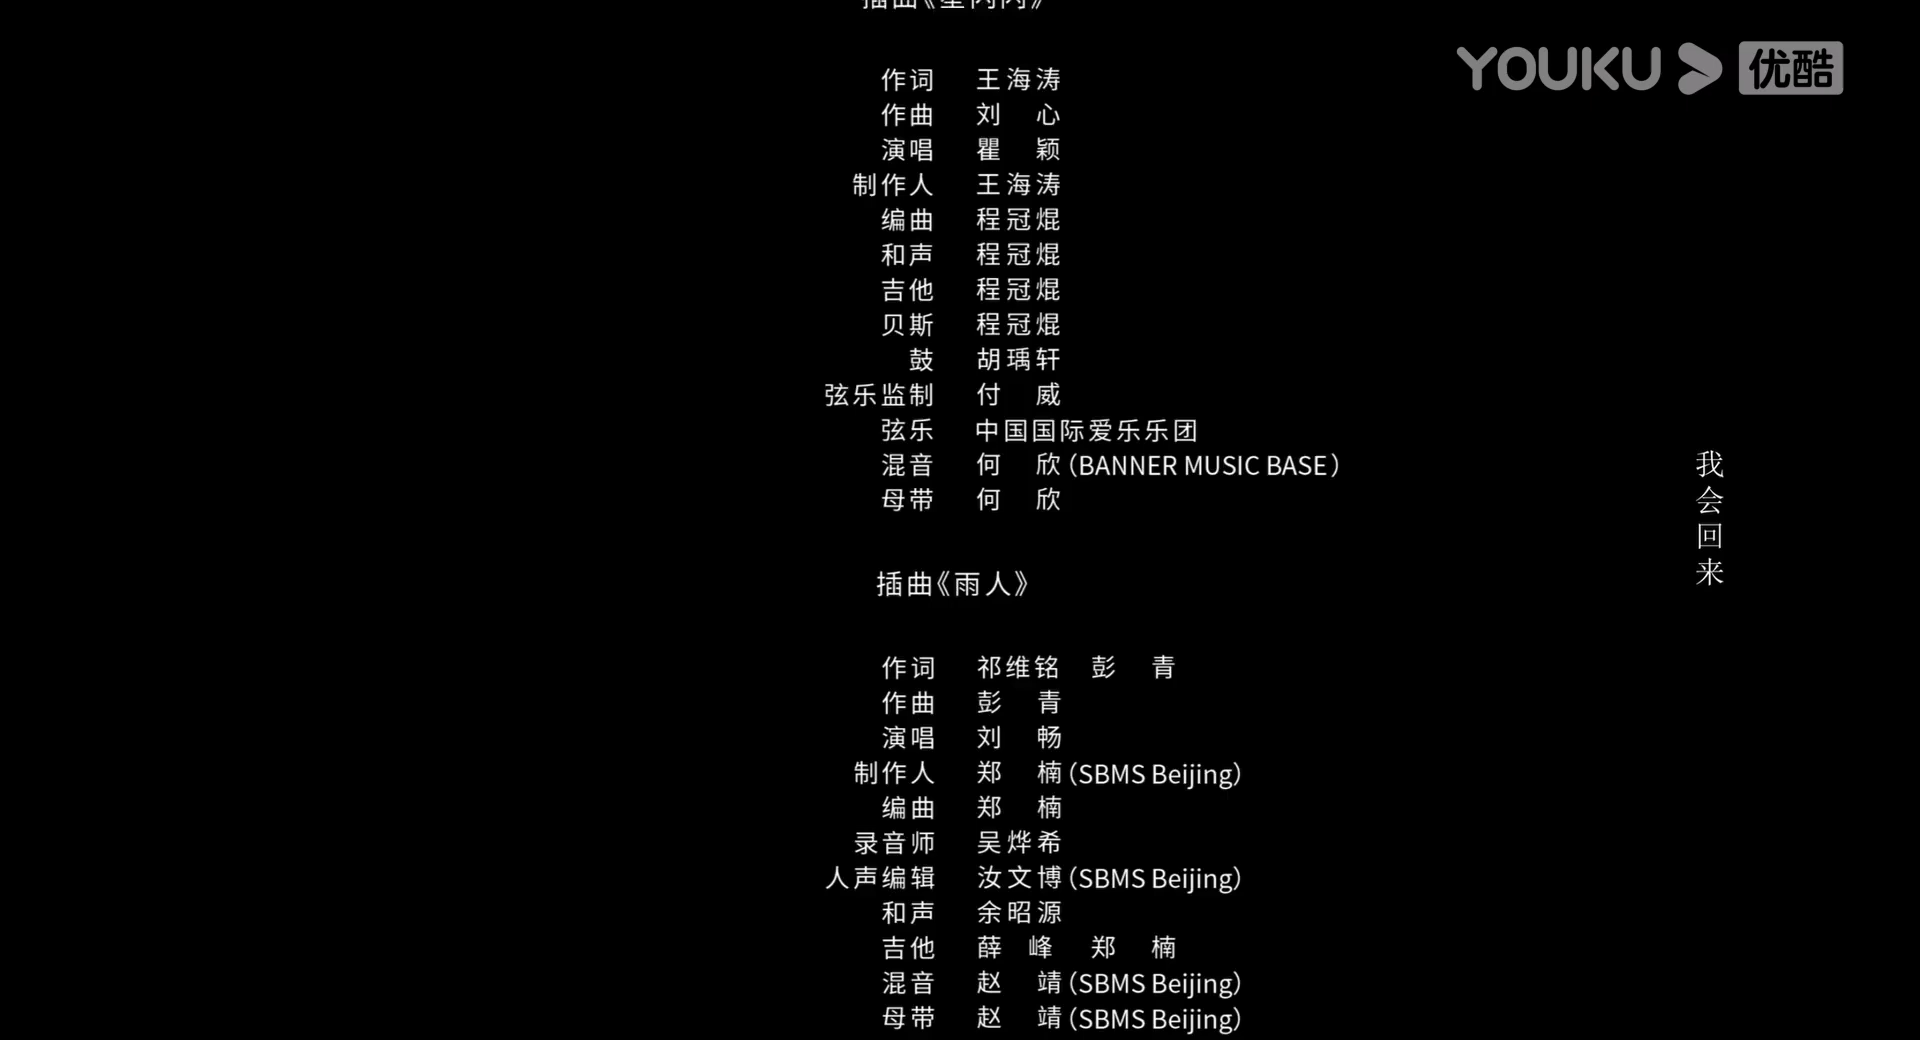 插曲《星闪闪》
YOUKU 优酷
作词 王海涛
作曲 刘 心
演唱 瞿 颖
制作人 王海涛
编曲 程冠焜
和声 程冠焜
吉他 程冠焜
贝斯 程冠焜
鼓 胡瑀轩
弦乐监制 付 威
弦乐 中国国际爱乐乐团
混音 何 欣（BANNER MUSIC BASE）
母带 何 欣
我会回来
插曲《雨人》
作词 祁维铭 彭 青
作曲 彭 青
演唱 刘 畅
制作人 郑 楠（SBMS Beijing）
编曲 郑 楠
录音师 吴烨希
人声编辑 汝文博（SBMS Beijing）
和声 余昭源
吉他 薛 峰 郑 楠
混音 赵 靖（SBMS Beijing）
母带 赵 靖（SBMS Beijing）